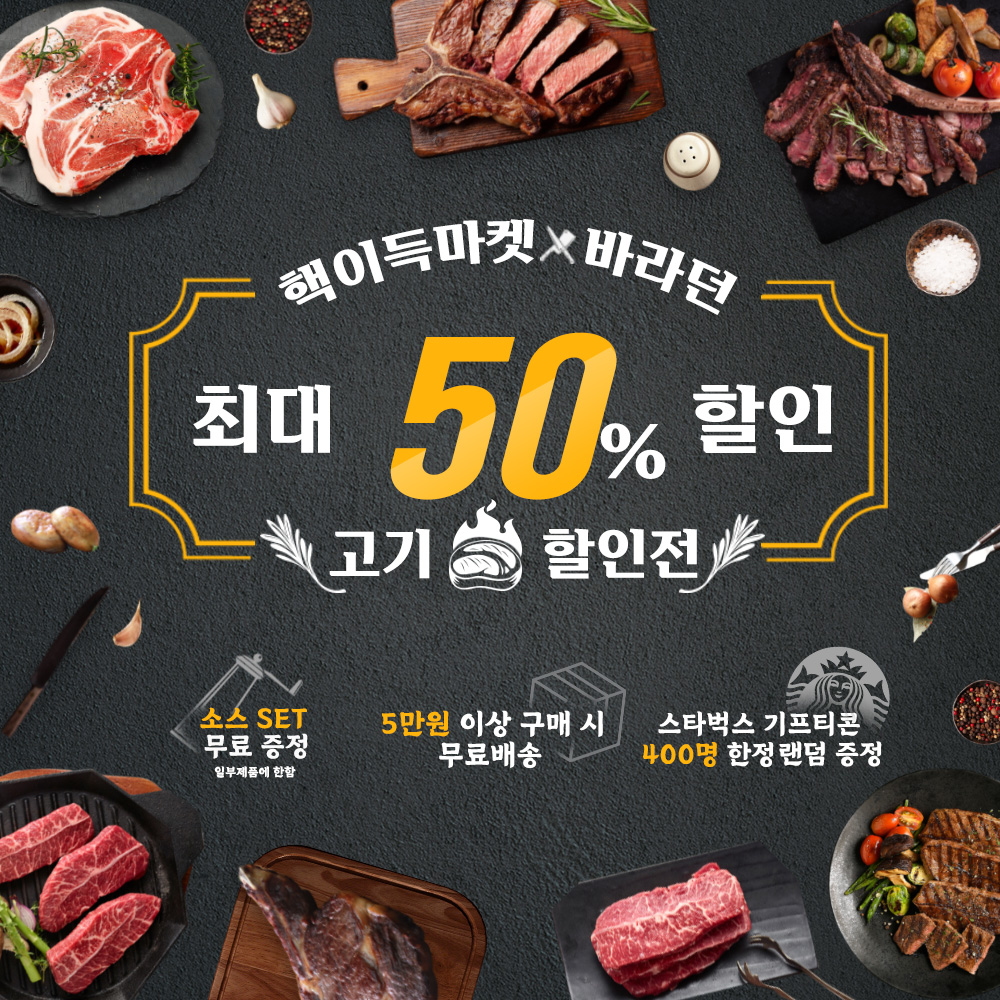 핵이득마켓 바라던
최대 50% 할인
고기 할인전
소스 SET
무료 증정
일부제품에 한함
5만원 이상 구매 시
무료배송
스타벅스 기프티콘
400명 한정랜덤 증정